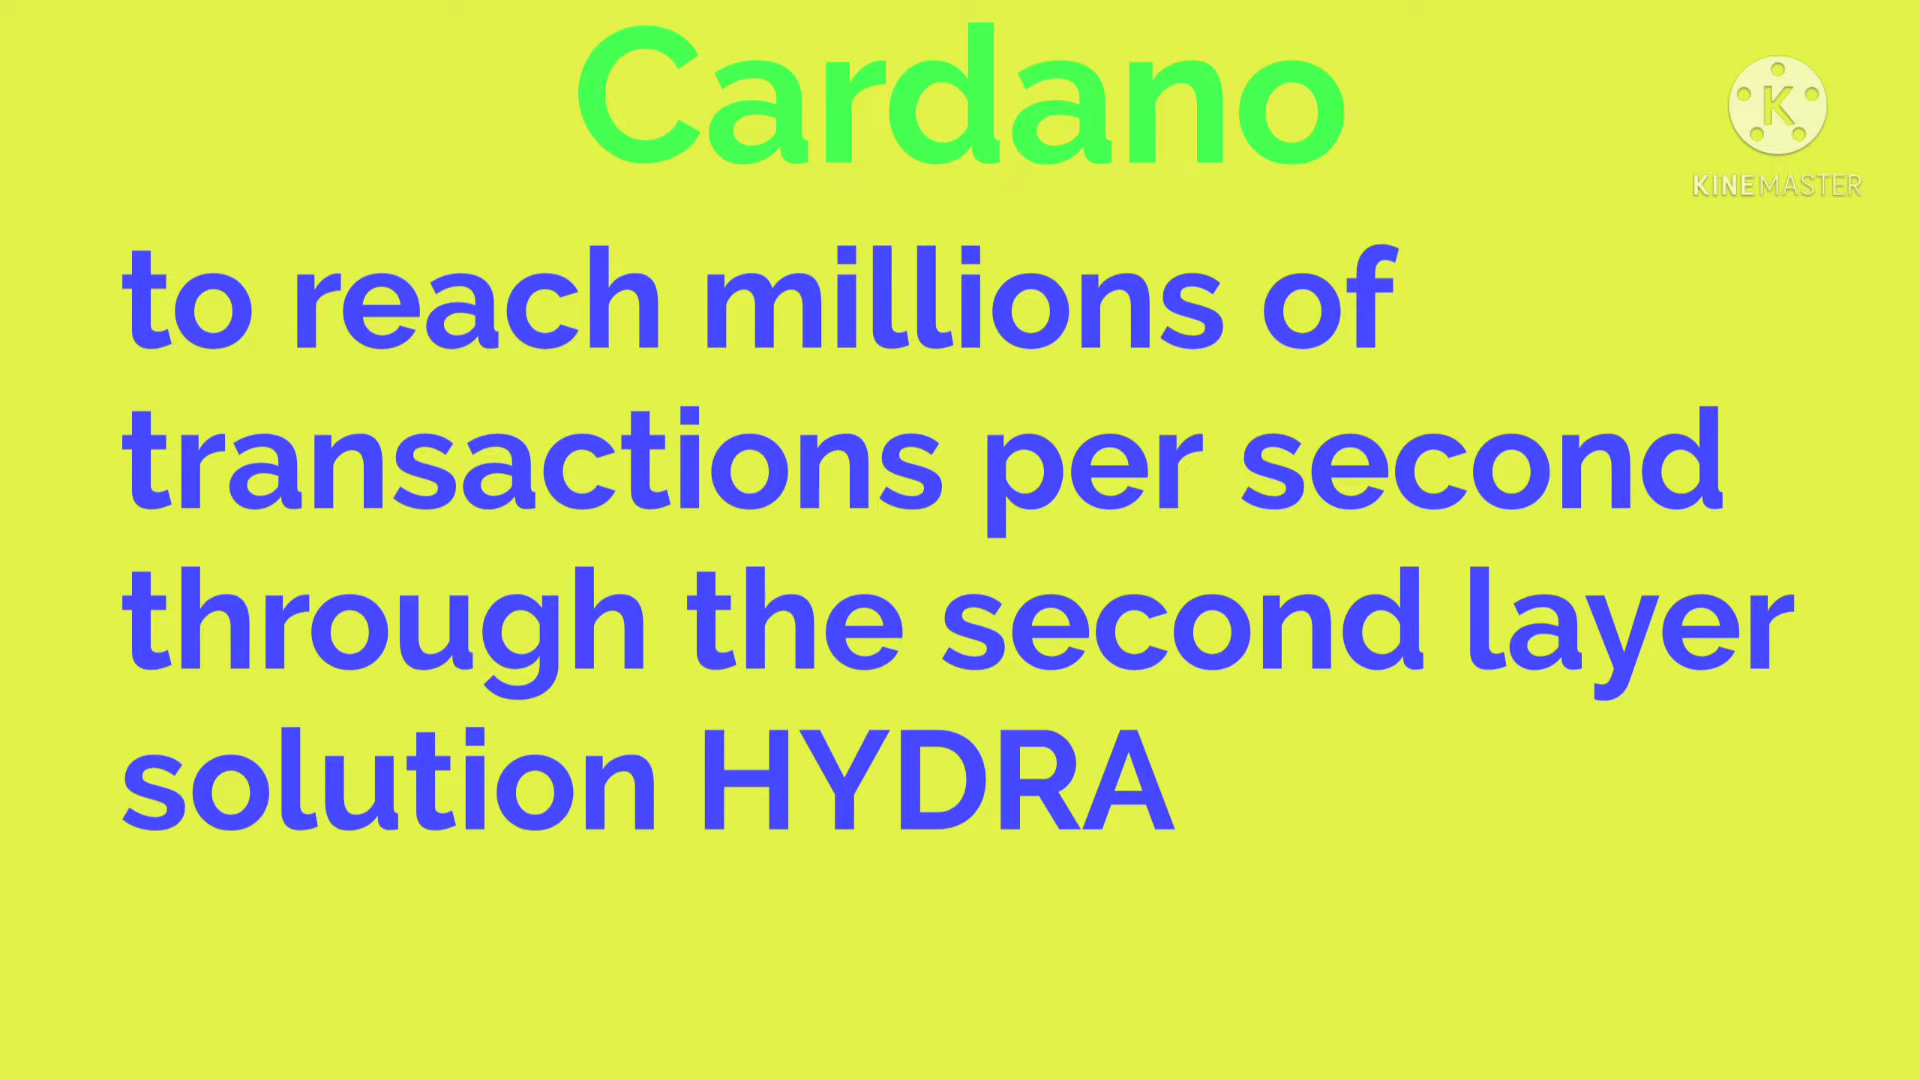 Cardano
K
KINEMASTER
to reach millions of
transactions per second
through the second layer
solution HYDRA